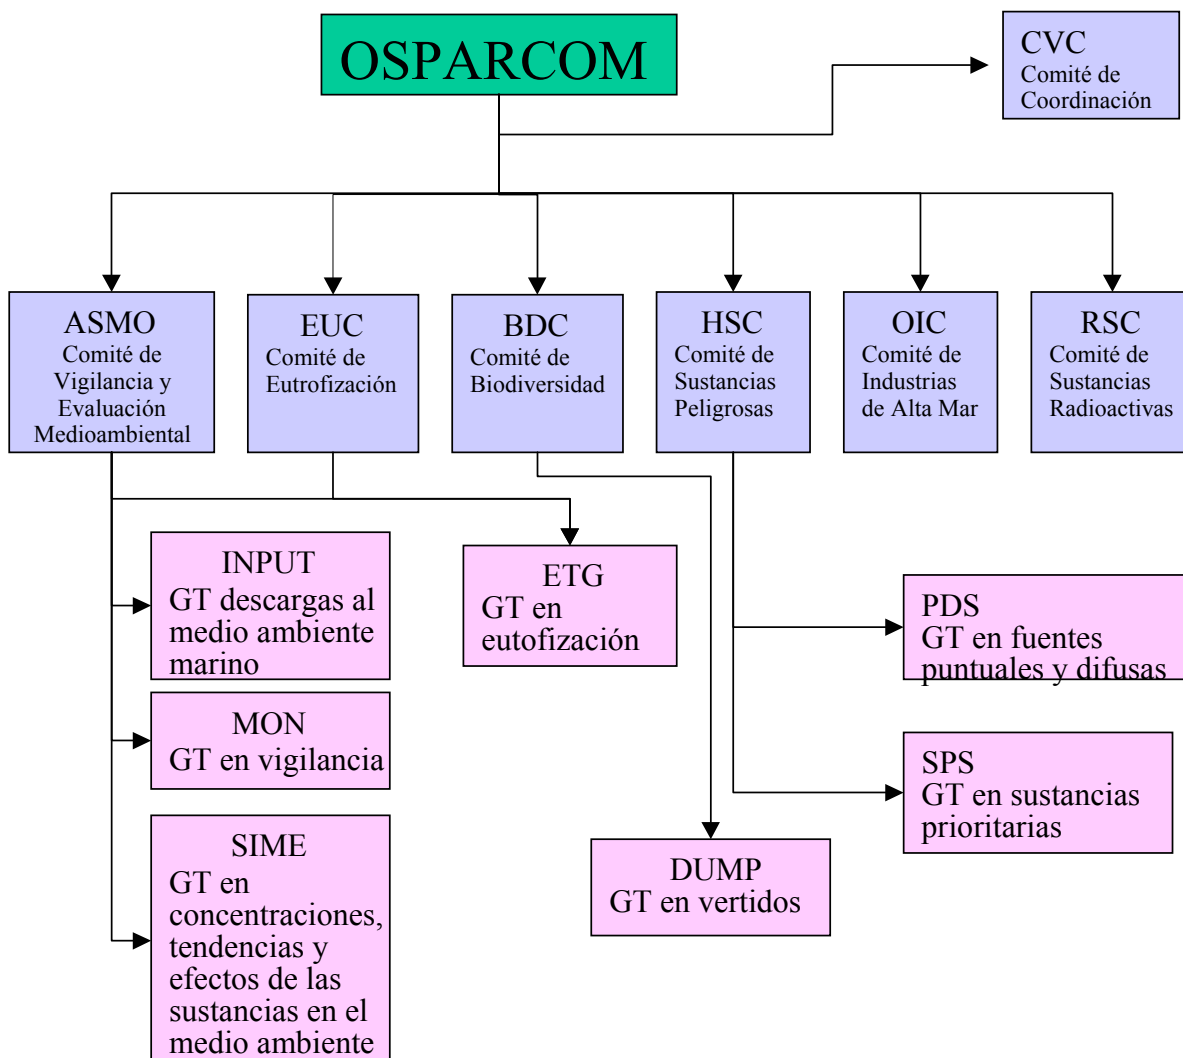 OSPARCOM
CVC
Comité de
Coordinación
ASMO
Comité de
Vigilancia y
Evaluación
Medioambiental
EUC
Comité de
Eutrofización
BDC
Comité de
Biodiversidad
HSC
Comité de
Sustancias
Peligrosas
OIC
Comité de
Industrias
de Alta Mar
RSC
Comité de
Sustancias
Radioactivas
INPUT
GT descargas al
medio ambiente
marino
ETG
GT en
eutofización
PDS
GT en fuentes
puntuales y difusas
MON
GT en vigilancia
SPS
GT en sustancias
prioritarias
SIME
GT en
concentraciones,
tendencias y
efectos de las
sustancias en el
medio ambiente
DUMP
GT en vertidos